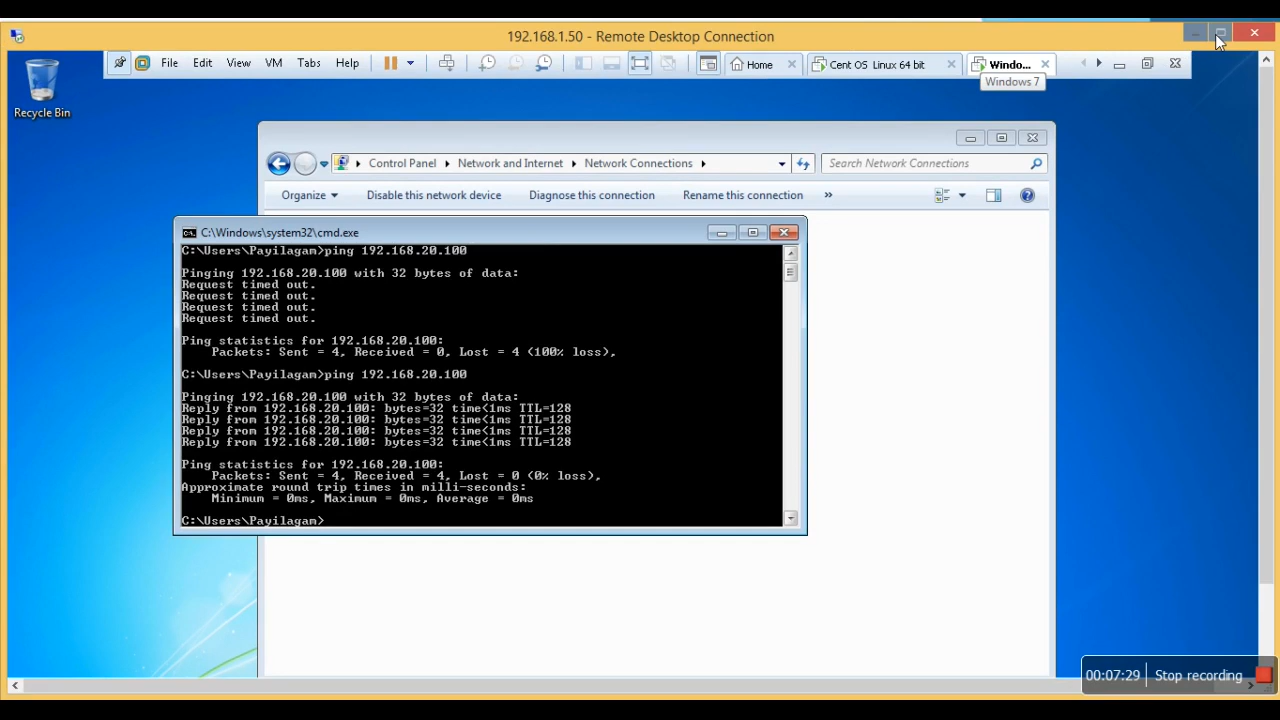 192.168.1.50 - Remote Desktop Connection
File Edit View VM Tabs Help Home Cent OS Linux 64 bit Windo...
Windows 7
Recycle Bin
Control Panel Network and Internet Network Connections Search Network Connections
Organize Disable this network device Diagnose this connection Rename this connection »
C:\Windows\system32\cmd.exe
C:\Users\Payilagam>ping 192.168.20.100
Pinging 192.168.20.100 with 32 bytes of data:
Request timed out.
Request timed out.
Request timed out.
Request timed out.
Ping statistics for 192.168.20.100:
Packets: Sent = 4, Received = 0, Lost = 4 (100% loss),
C:\Users\Payilagam>ping 192.168.20.100
Pinging 192.168.20.100 with 32 bytes of data:
Reply from 192.168.20.100: bytes=32 time<1ms TTL=128
Reply from 192.168.20.100: bytes=32 time<1ms TTL=128
Reply from 192.168.20.100: bytes=32 time<1ms TTL=128
Reply from 192.168.20.100: bytes=32 time<1ms TTL=128
Ping statistics for 192.168.20.100:
Packets: Sent = 4, Received = 4, Lost = 0 (0% loss),
Approximate round trip times in milli-seconds:
Minimum = 0ms, Maximum = 0ms, Average = 0ms
C:\Users\Payilagam>
00:07:29 Stop recording